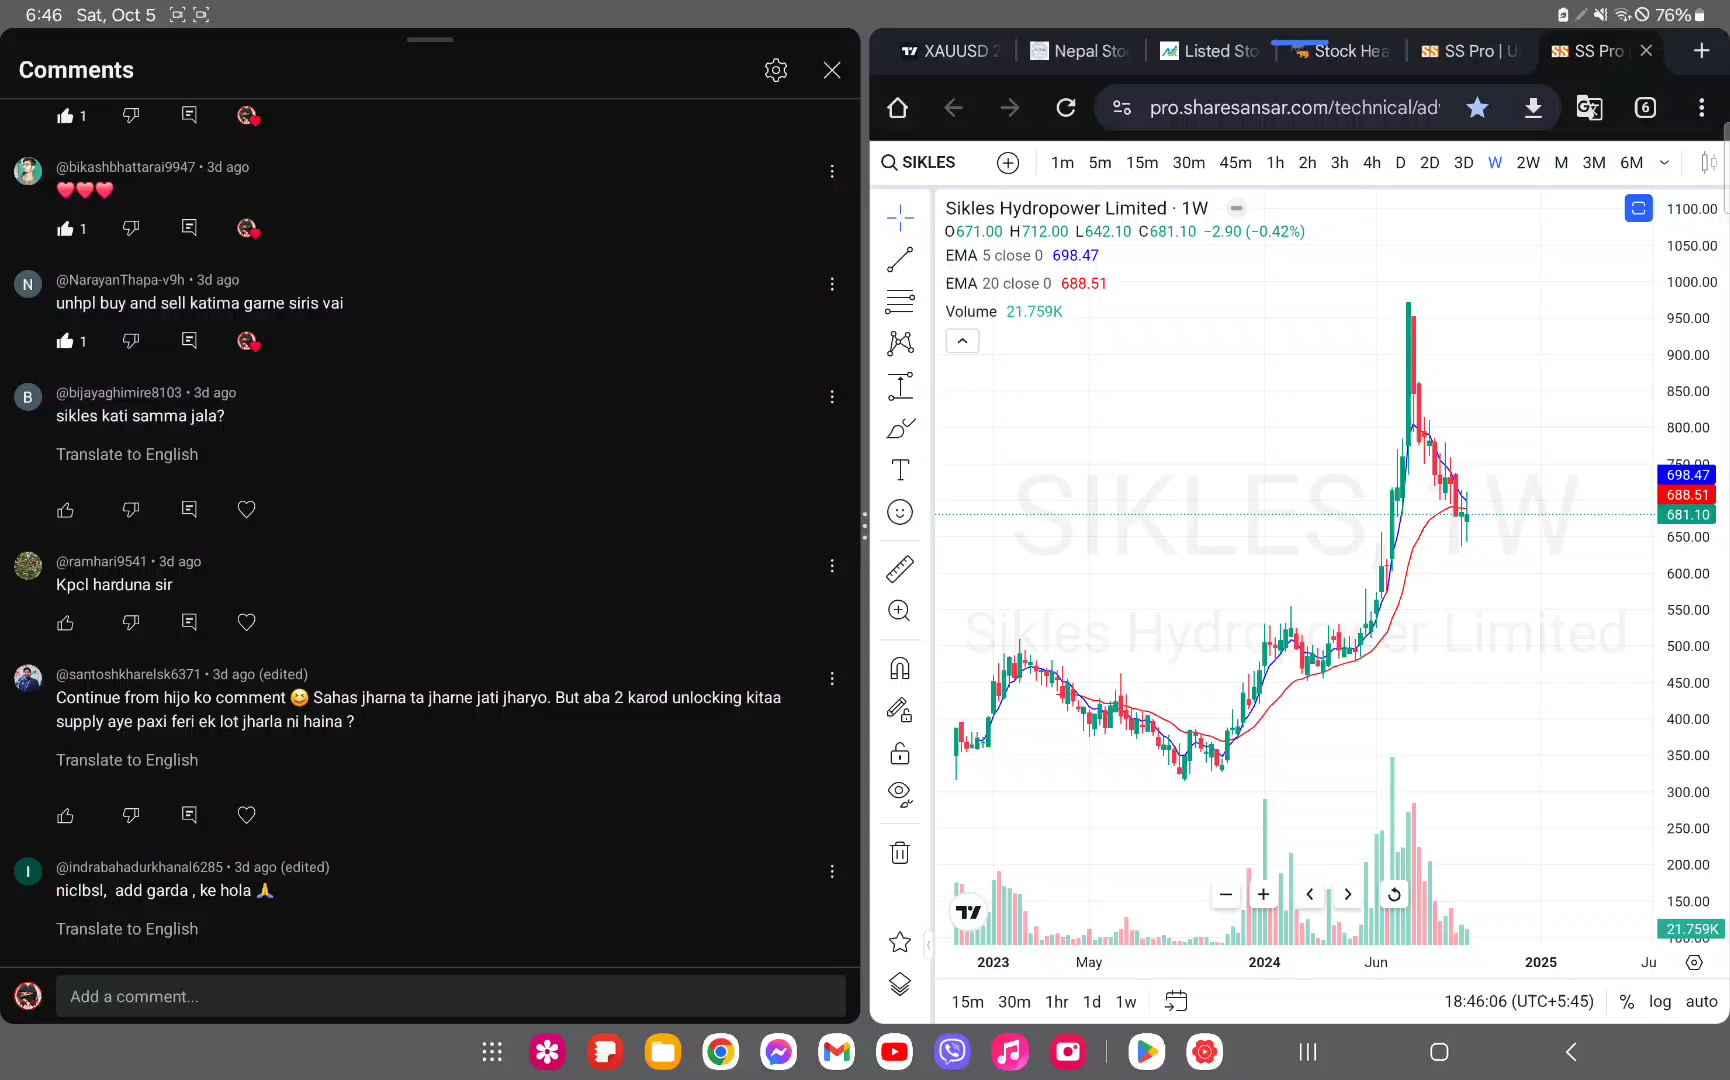 6:46 Sat, Oct 5
76%
Comments
1
@bikashbhattarai9947 • 3d ago
1
@NarayanThapa-v9h • 3d ago
unhpl buy and sell katima garne siris vai
1
@bijayaghimire8103 • 3d ago
sikles kati samma jala?
Translate to English
@ramhari9541 • 3d ago
Kpcl harduna sir
@santoshkharelsk6371 • 3d ago (edited)
Continue from hijo ko comment 😆 Sahas jharna ta jharne jati jharyo. But aba 2 karod unlocking kitaa
supply aye paxi feri ek lot jharla ni haina ?
Translate to English
@indrabahadurkhanal6285 • 3d ago (edited)
niclbsl, add garda , ke hola 🙏
Translate to English
Add a comment...
XAUUSD 2 Nepal Sto Listed Sto Stock Hea SS Pro | U SS Pro
pro.sharesansar.com/technical/ad
6
SIKLES 1m 5m 15m 30m 45m 1h 2h 3h 4h D 2D 3D W 2W M 3M 6M
Sikles Hydropower Limited · 1W
O671.00 H712.00 L642.10 C681.10 −2.90 (−0.42%)
EMA 5 close 0 698.47
EMA 20 close 0 688.51
Volume 21.759K
SIKLES, 1W
Sikles Hydropower Limited
1100.00
1050.00
1000.00
950.00
900.00
850.00
800.00
750.00
698.47
688.51
681.10
650.00
600.00
550.00
500.00
450.00
400.00
350.00
300.00
250.00
200.00
150.00
21.759K
100.00
2023 May 2024 Jun 2025 Ju
15m 30m 1hr 1d 1w 18:46:06 (UTC+5:45) % log auto